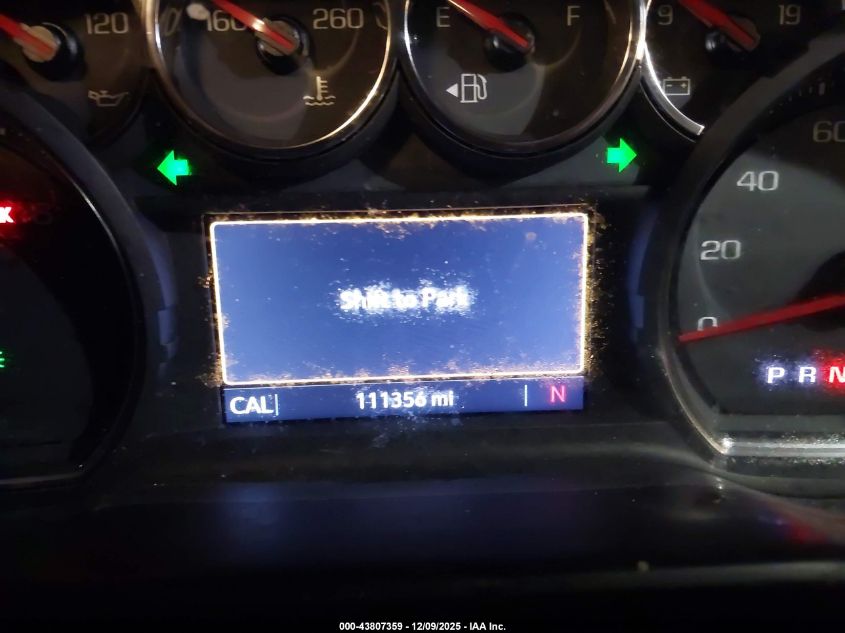 120
160
260
E
F
9
19
60
40
20
0
K
Shift to Park
P R N
CAL
111356 mi
N
000-43807359 - 12/09/2025 - IAA Inc.